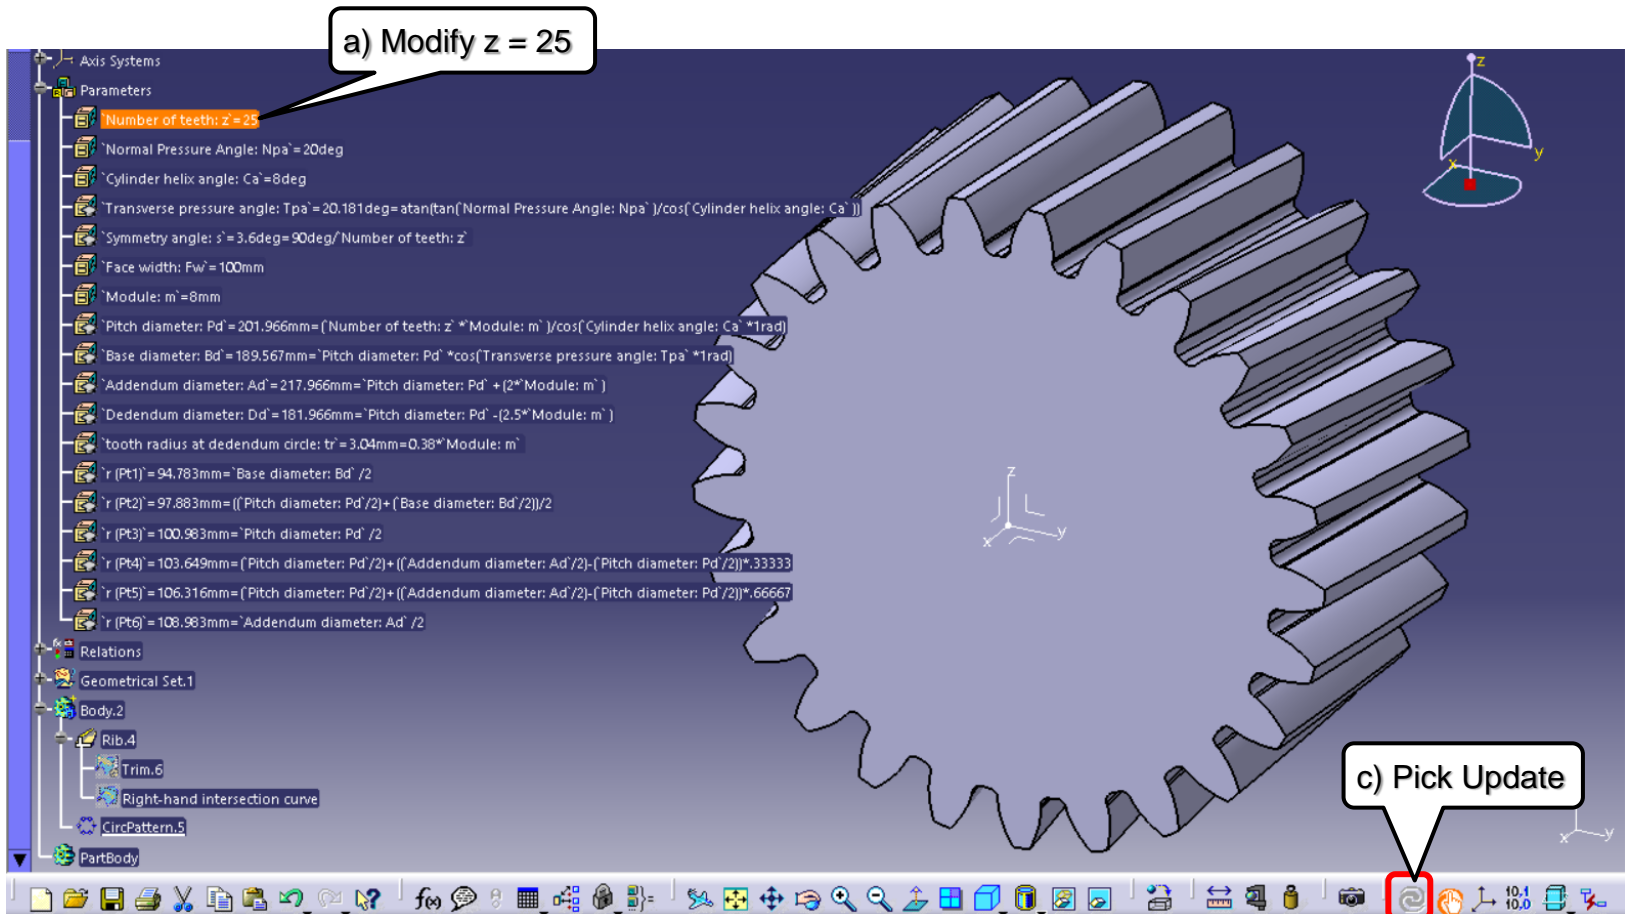 a) Modify z = 25
Axis Systems
Parameters
`Number of teeth: z`=25
`Normal Pressure Angle: Npa`=20deg
`Cylinder helix angle: Ca`=8deg
`Transverse pressure angle: Tpa`=20.181deg=atan(tan(`Normal Pressure Angle: Npa` )/cos(`Cylinder helix angle: Ca` ))
`Symmetry angle: s`=3.6deg=90deg/`Number of teeth: z`
`Face width: Fw`=100mm
`Module: m`=8mm
`Pitch diameter: Pd`=201.966mm=(`Number of teeth: z` *`Module: m` )/cos(`Cylinder helix angle: Ca` *1rad)
`Base diameter: Bd`=189.567mm=`Pitch diameter: Pd` *cos(`Transverse pressure angle: Tpa` *1rad)
`Addendum diameter: Ad`=217.966mm=`Pitch diameter: Pd` +(2*`Module: m` )
`Dedendum diameter: Dd`=181.966mm=`Pitch diameter: Pd` -(2.5*`Module: m` )
`tooth radius at dedendum circle: tr`=3.04mm=0.38*`Module: m`
`r (Pt1)`=94.783mm=`Base diameter: Bd` /2
`r (Pt2)`=97.883mm=((`Pitch diameter: Pd`/2)+(`Base diameter: Bd`/2))/2
`r (Pt3)`=100.983mm=`Pitch diameter: Pd` /2
`r (Pt4)`=103.649mm=(`Pitch diameter: Pd`/2)+((`Addendum diameter: Ad`/2)-(`Pitch diameter: Pd`/2))*.33333
`r (Pt5)`=106.316mm=(`Pitch diameter: Pd`/2)+((`Addendum diameter: Ad`/2)-(`Pitch diameter: Pd`/2))*.66667
`r (Pt6)`=108.983mm=`Addendum diameter: Ad` /2
Relations
Geometrical Set.1
Body.2
Rib.4
Trim.6
Right-hand intersection curve
CircPattern.5
PartBody
z
y
x
z
y
x
c) Pick Update
x
y
f(x)
10.1
10.0